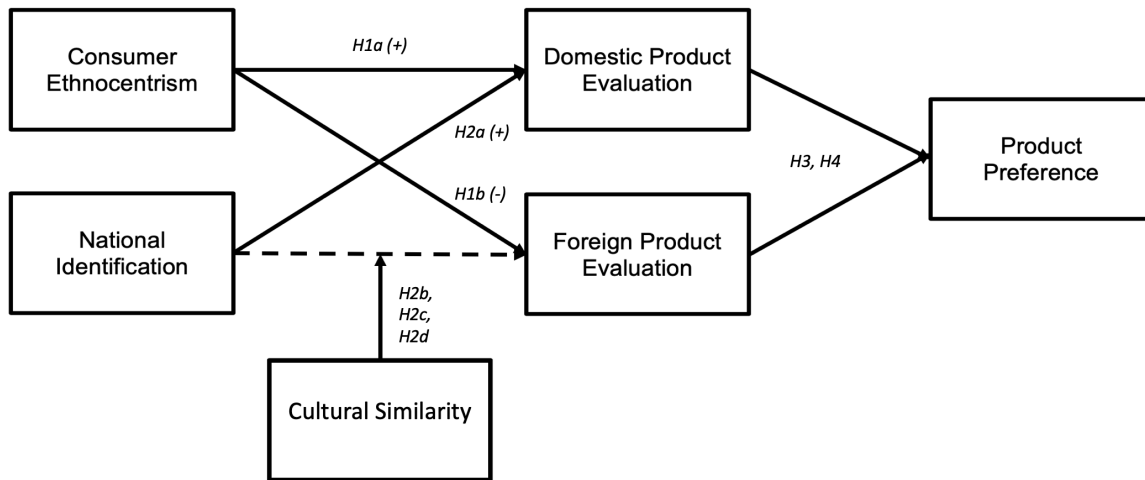 Consumer
Ethnocentrism
H1a (+)
Domestic Product
Evaluation
H2a (+)
H1b (-)
H3, H4
Product
Preference
National
Identification
Foreign Product
Evaluation
H2b,
H2c,
H2d
Cultural Similarity